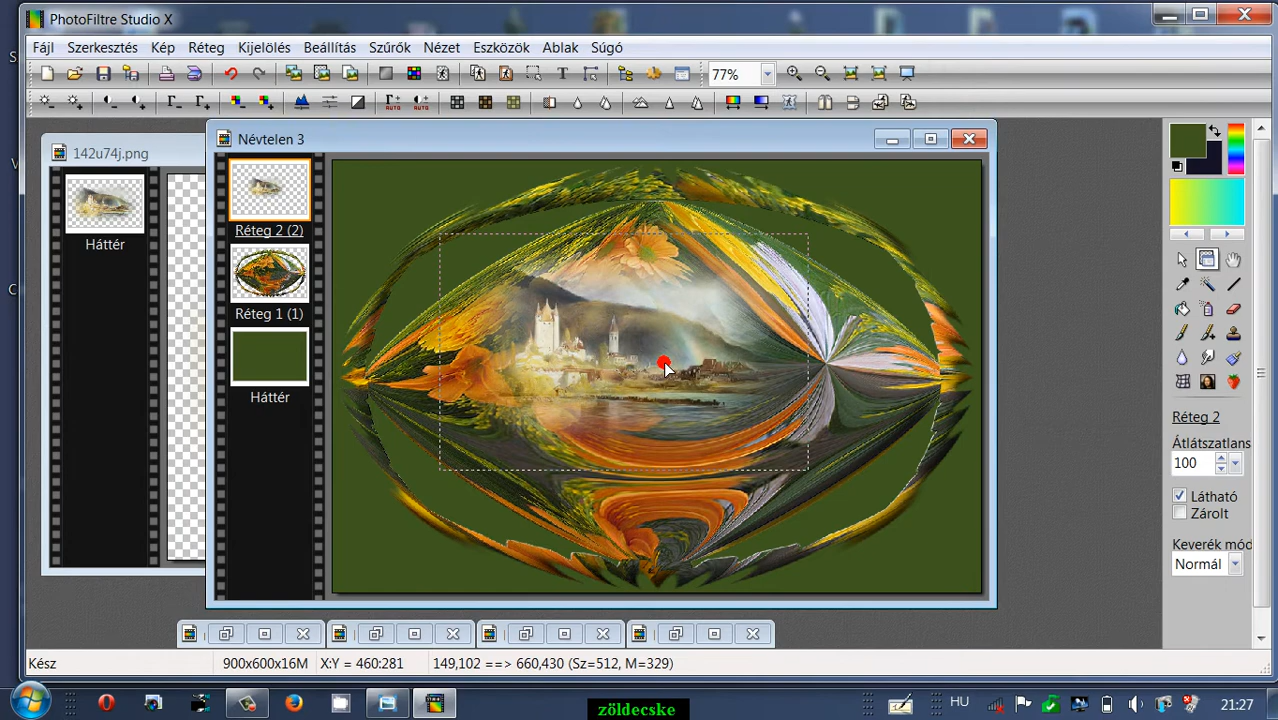 PhotoFiltre Studio X
Fájl Szerkesztés Kép Réteg Kijelölés Beállítás Szűrők Nézet Eszközök Ablak Súgó
77%
AUTO AUTO
142u74j.png
Háttér
Névtelen 3
Réteg 2 (2)
Réteg 1 (1)
Háttér
Réteg 2
Átlátszatlans
100
Látható
Zárolt
Keverék mód
Normál
Kész 900x600x16M X:Y = 460:281 149,102 ==> 660,430 (Sz=512, M=329)
HU 21:27
zöldecske